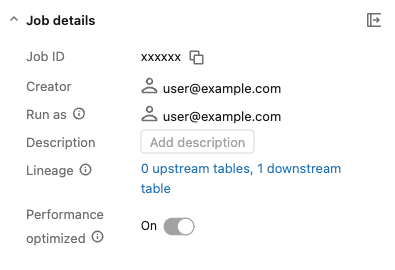 Job details
Job ID xxxxxx
Creator user@example.com
Run as user@example.com
Description Add description
Lineage 0 upstream tables, 1 downstream
table
Performance
optimized On